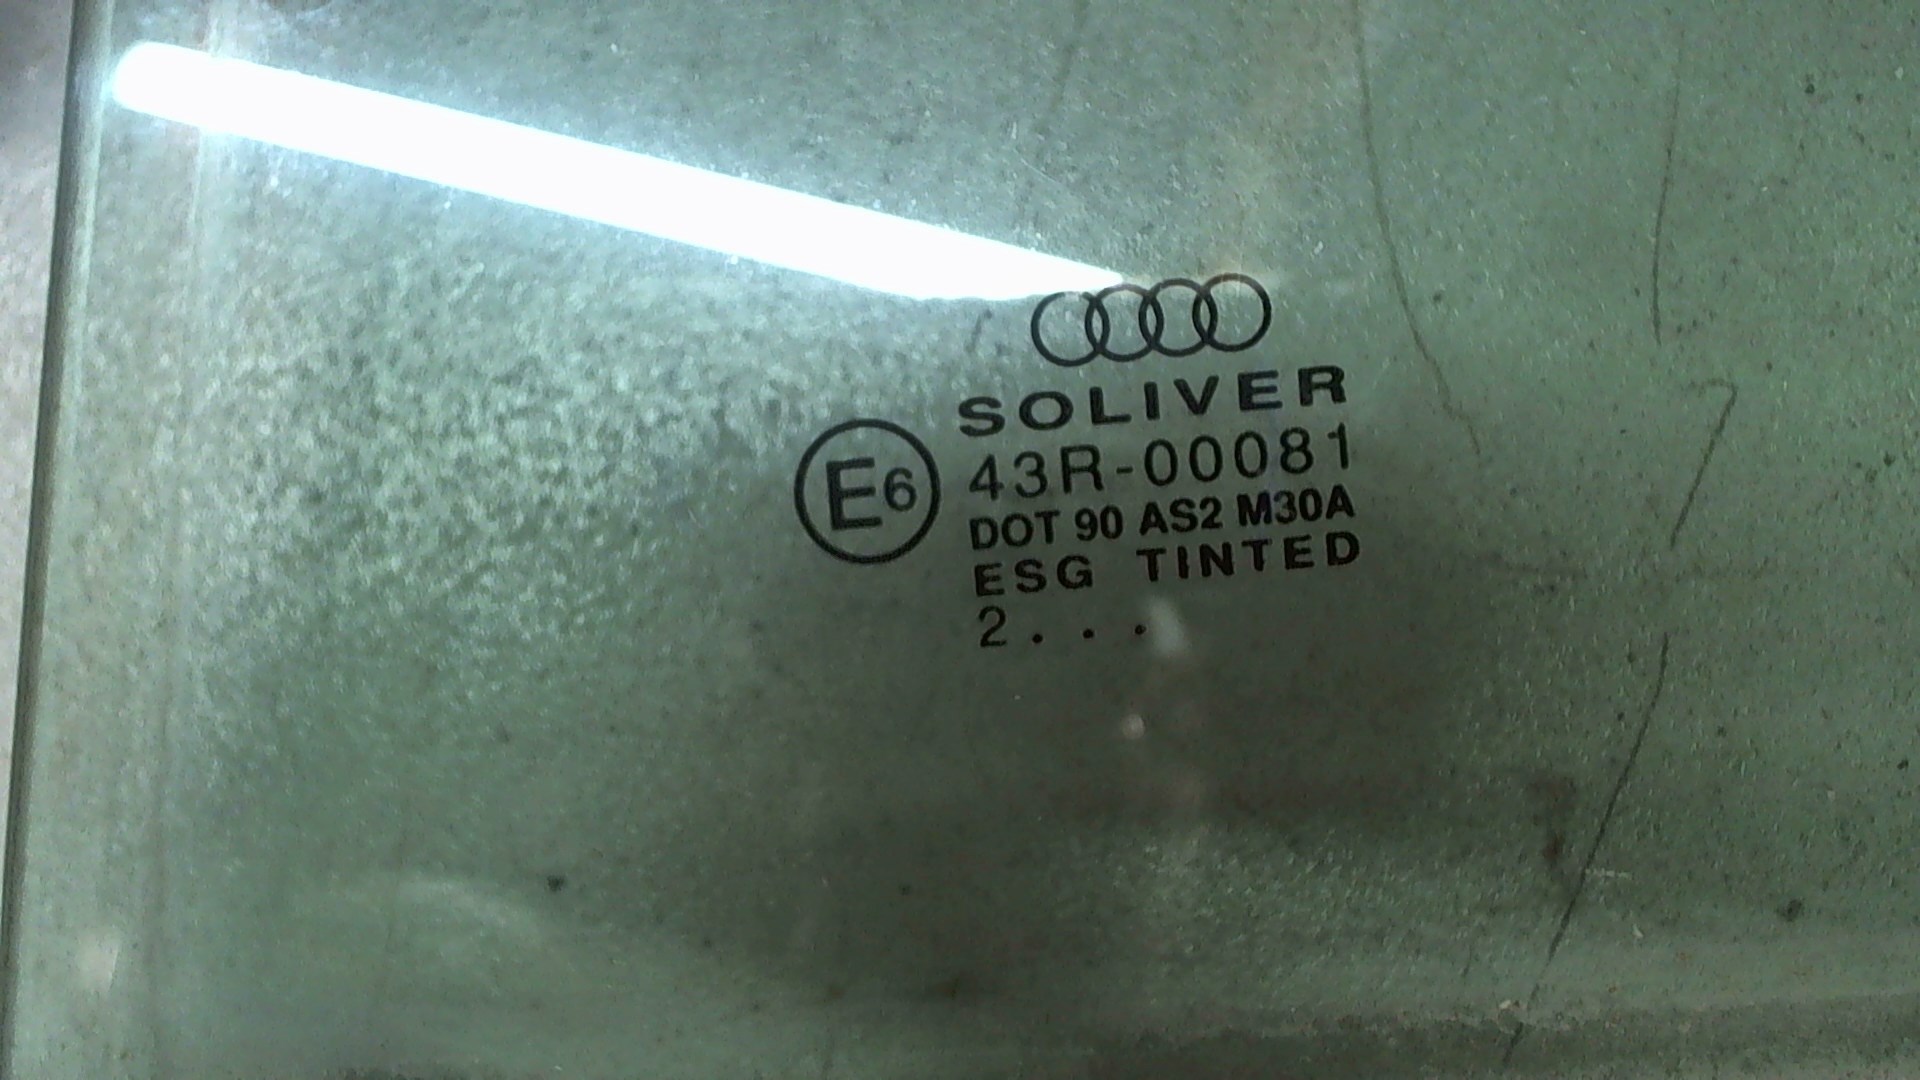 SOLIVER
E6 43R-00081
DOT 90 AS2 M30A
ESG TINTED
2...